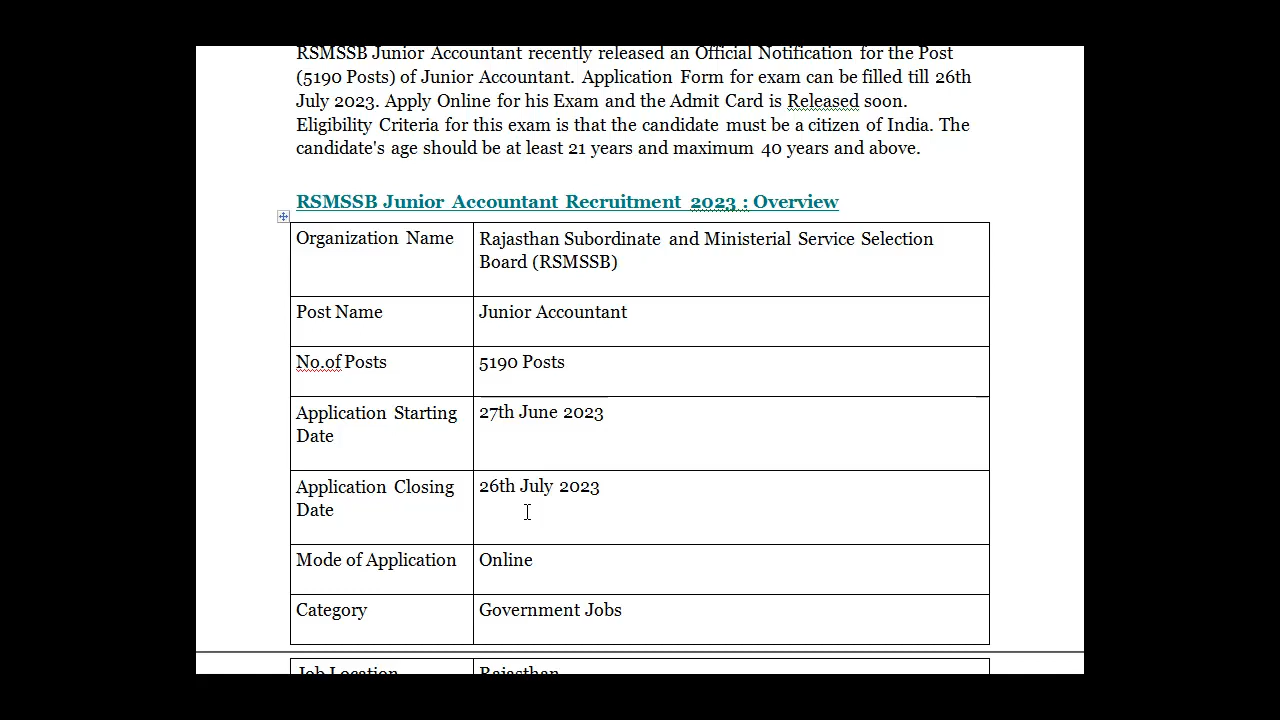 RSMSSB Junior Accountant recently released an Official Notification for the Post
(5190 Posts) of Junior Accountant. Application Form for exam can be filled till 26th
July 2023. Apply Online for his Exam and the Admit Card is Released soon.
Eligibility Criteria for this exam is that the candidate must be a citizen of India. The
candidate's age should be at least 21 years and maximum 40 years and above.
RSMSSB Junior Accountant Recruitment 2023 : Overview
Organization Name
Rajasthan Subordinate and Ministerial Service Selection
Board (RSMSSB)
Post Name
Junior Accountant
No.of Posts
5190 Posts
Application Starting
Date
27th June 2023
Application Closing
Date
26th July 2023
Mode of Application
Online
Category
Government Jobs
Job Location
Rajasthan